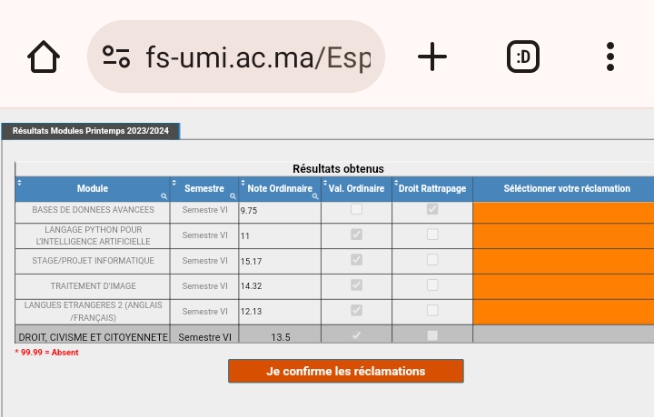 fs-umi.ac.ma/Esp
:D
Résultats Modules Printemps 2023/2024
Résultats obtenus
Module Semestre Note Ordinnaire Val. Ordinaire Droit Rattrapage Séléctionner votre réclamation
BASES DE DONNEES AVANCEES Semestre VI 9.75
LANGAGE PYTHON POUR
L'INTELLIGENCE ARTIFICIELLE Semestre VI 11
STAGE/PROJET INFORMATIQUE Semestre VI 15.17
TRAITEMENT D'IMAGE Semestre VI 14.32
LANGUES ETRANGERES 2 (ANGLAIS
/FRANÇAIS) Semestre VI 12.13
DROIT, CIVISME ET CITOYENNETE Semestre VI 13.5
* 99.99 = Absent
Je confirme les réclamations